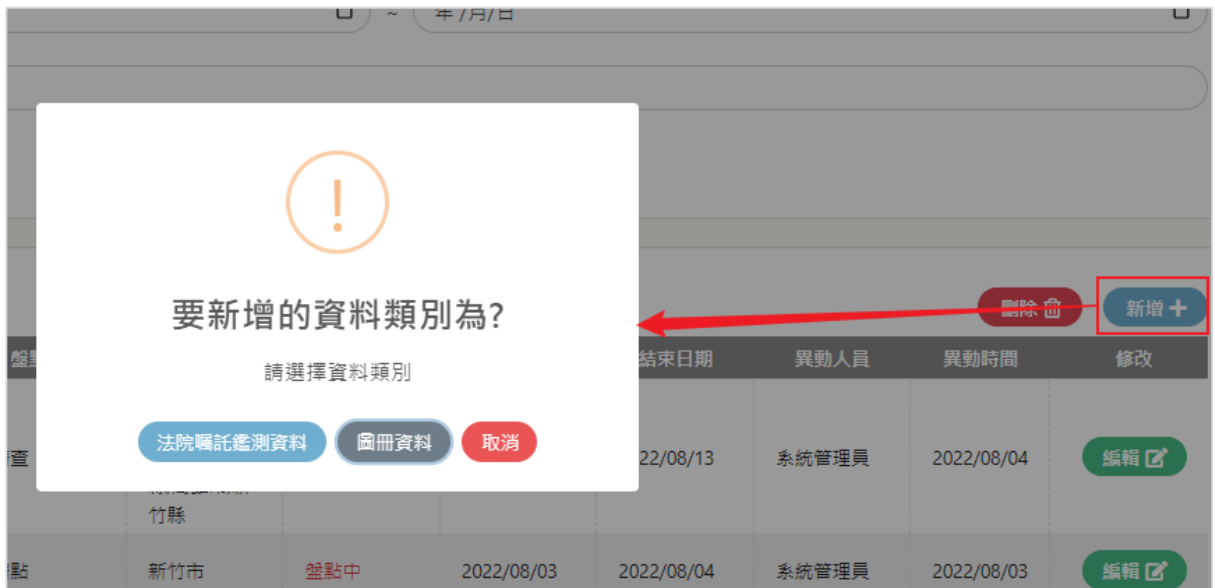 ~ 年 /月/日
要新增的資料類別為?
請選擇資料類別
法院囑託鑑測資料 圖冊資料 取消
刪除 新增
結束日期 異動人員 異動時間 修改
查 22/08/13 系統管理員 2022/08/04 編輯
竹縣
點 新竹市 盤點中 2022/08/03 2022/08/04 系統管理員 2022/08/03 編輯